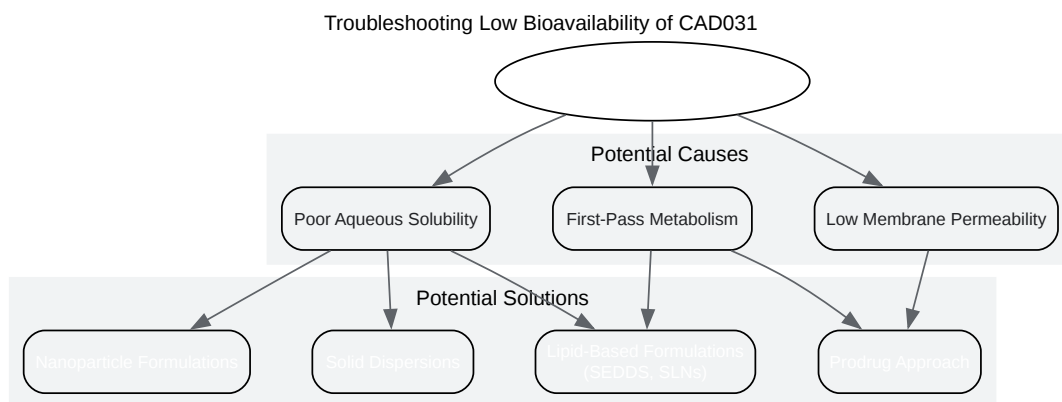 Troubleshooting Low Bioavailability of CAD031
Potential Causes
Poor Aqueous Solubility
First-Pass Metabolism
Low Membrane Permeability
Potential Solutions
Nanoparticle Formulations
Solid Dispersions
Lipid-Based Formulations
(SEDDS, SLNs)
Prodrug Approach